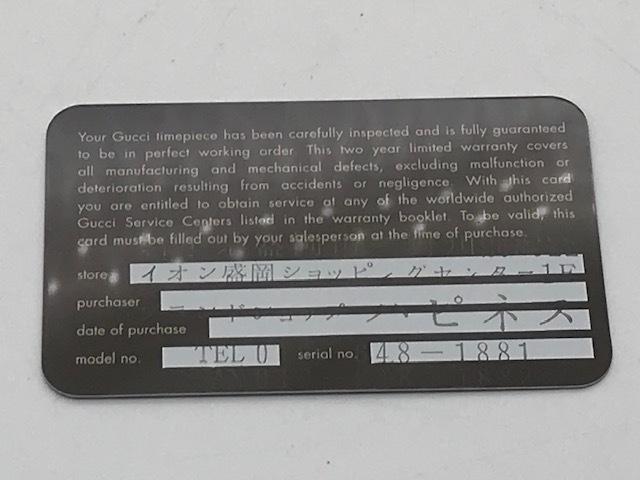 Your Gucci timepiece has been carefully inspected and is fully guaranteed
to be in perfect working order. This two year limited warranty covers
all manufacturing and mechanical defects, excluding malfunction or
deterioration resulting from accidents or negligence. With this card
you are entitled to obtain service at any of the worldwide authorized
Gucci Service Centers listed in the warranty booklet. To be valid, this
card must be filled out by your salesperson at the time of purchase.
store イオン盛岡ショッピングセンター1F
purchaser
date of purchase ハピネス
model no. TEL 0 serial no. 48-1881